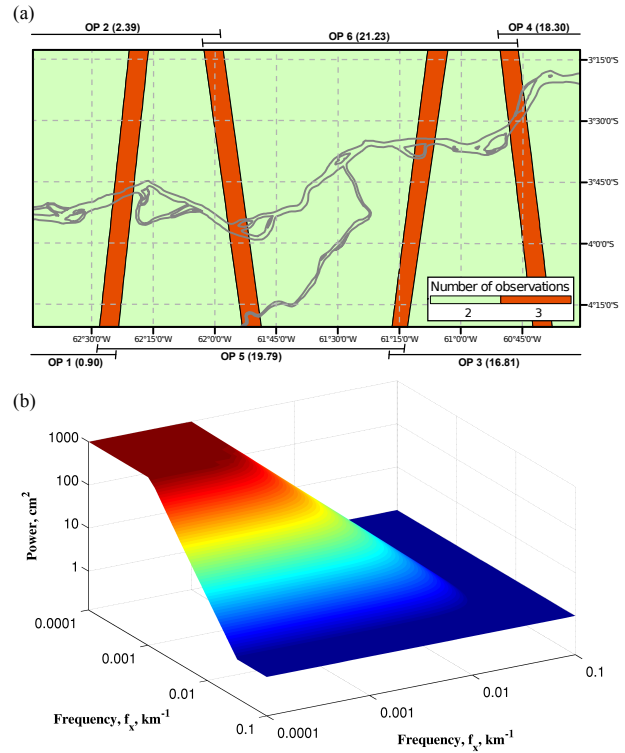 (a)
OP 2 (2.39)
OP 6 (21.23)
OP 4 (18.30)
3°15'0"S
3°30'0"S
3°45'0"S
4°0'0"S
4°15'0"S
Number of observations
2 3
62°30'0"W 62°15'0"W 62°0'0"W 61°45'0"W 61°30'0"W 61°15'0"W 61°0'0"W 60°45'0"W
OP 1 (0.90)
OP 5 (19.79)
OP 3 (16.81)
(b)
1000
100
10
1
Power, cm2
0.0001
0.001
0.01
0.1
Frequency, fx, km-1
0.0001
0.001
0.01
0.1
Frequency, fx, km-1